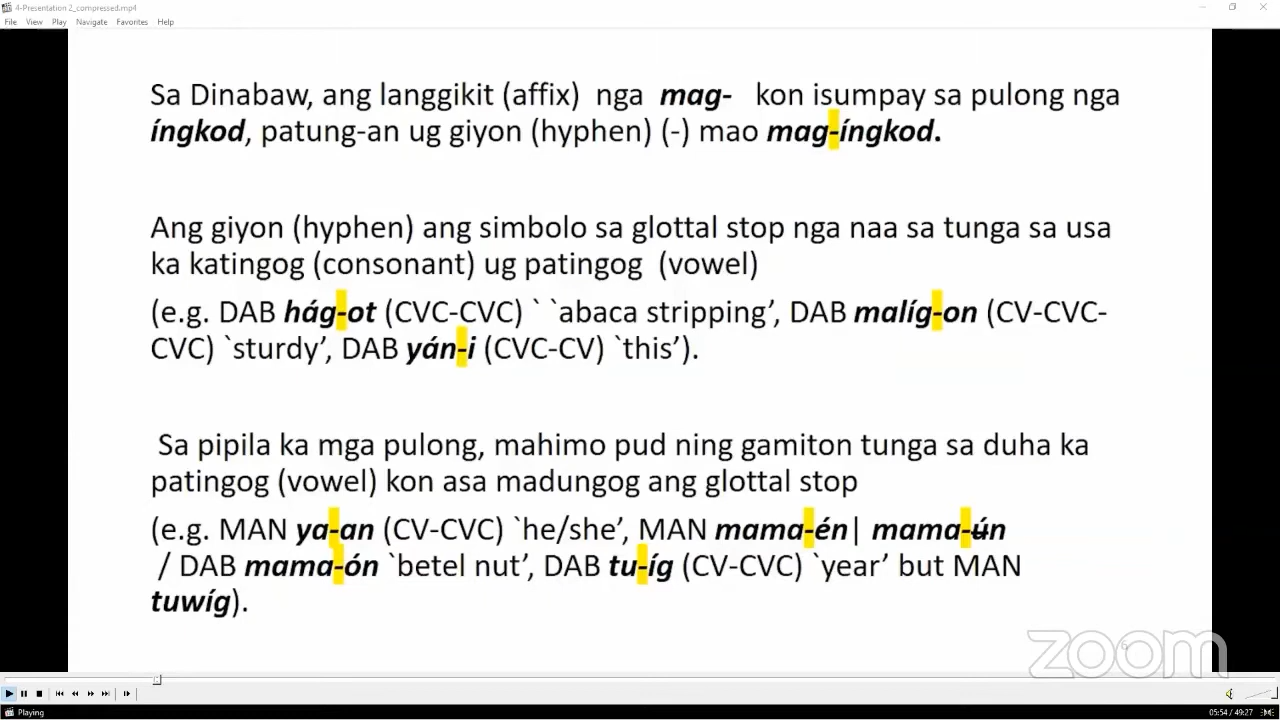 4-Presentation 2_compressed.mp4
File View Play Navigate Favorites Help
Sa Dinabaw, ang langgikit (affix) nga mag- kon isumpay sa pulong nga
íngkod, patung-an ug giyon (hyphen) (-) mao mag-íngkod.
Ang giyon (hyphen) ang simbolo sa glottal stop nga naa sa tunga sa usa
ka katingog (consonant) ug patingog (vowel)
(e.g. DAB hág-ot (CVC-CVC) ` `abaca stripping’, DAB malíg-on (CV-CVC-
CVC) `sturdy’, DAB yán-i (CVC-CV) `this’).
Sa pipila ka mga pulong, mahimo pud ning gamiton tunga sa duha ka
patingog (vowel) kon asa madungog ang glottal stop
(e.g. MAN ya-an (CV-CVC) `he/she’, MAN mama-én| mama-ʉ́n
/ DAB mama-ón `betel nut’, DAB tu-íg (CV-CVC) `year’ but MAN
tuwíg).
6
zoom
Playing
05:54 / 49:27